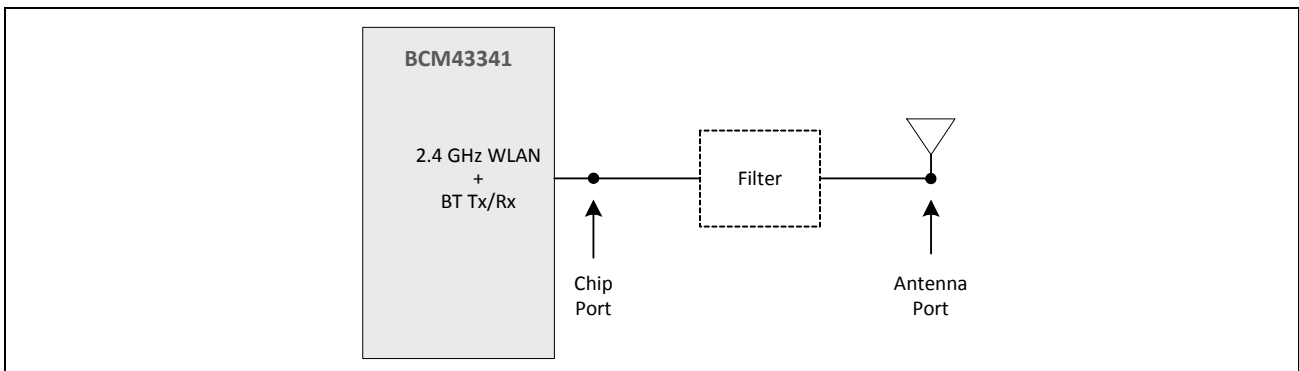 BCM43341
2.4 GHz WLAN
+
BT Tx/Rx
Filter
Chip
Port
Antenna
Port